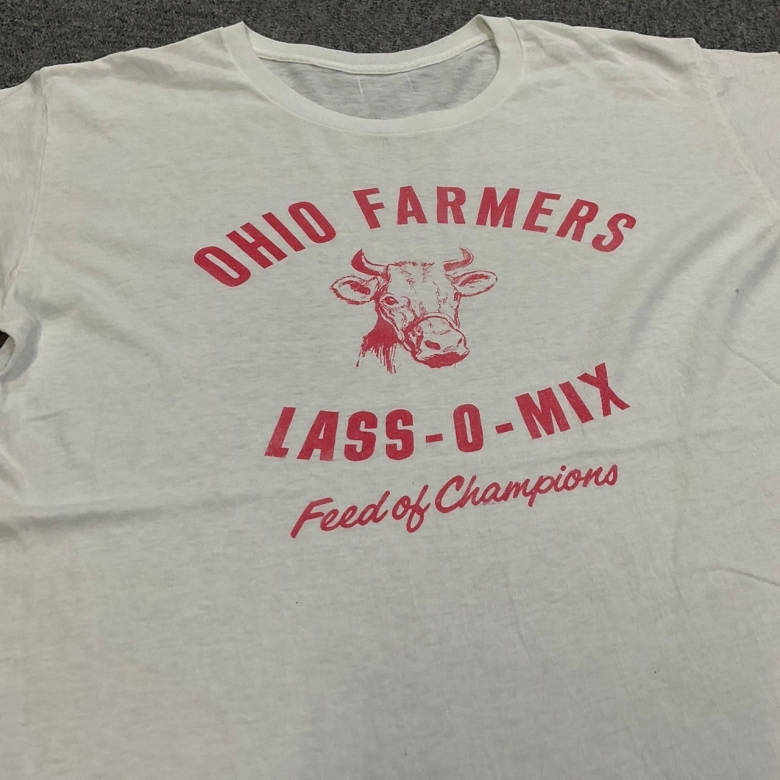 OHIO FARMERS
LASS-O-MIX
Feed of Champions